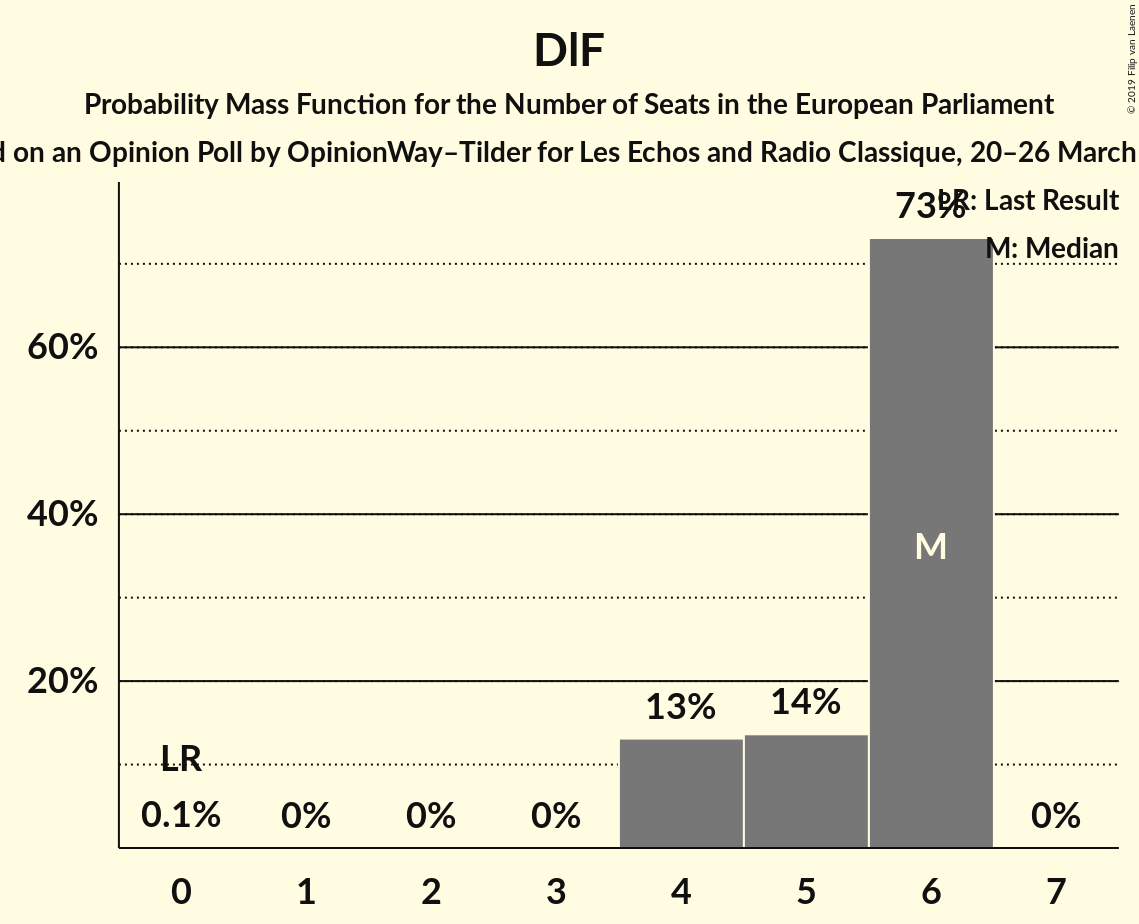 DlF
Probability Mass Function for the Number of Seats in the European Parliament
on an Opinion Poll by OpinionWay–Tilder for Les Echos and Radio Classique, 20–26 March
© 2019 Filip van Laenen
LR: Last Result
M: Median
73%
60%
40%
M
20%
13%
14%
LR
0.1%
0%
0%
0%
0%
0
1
2
3
4
5
6
7